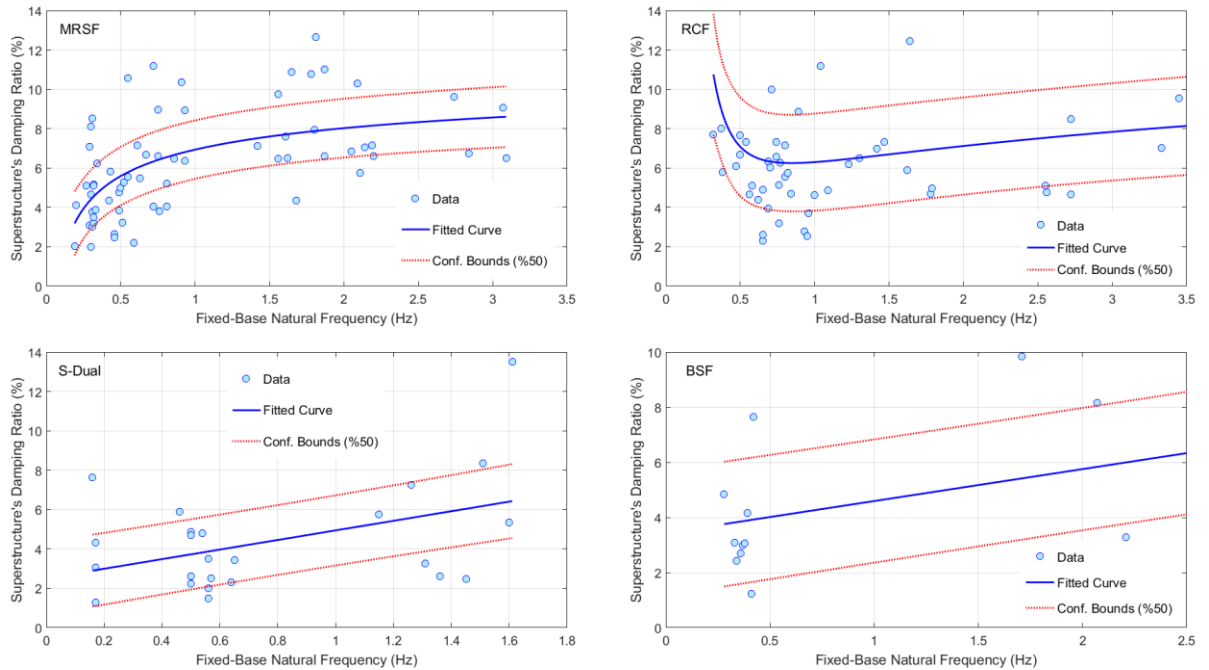 MRSF
Superstructure's Damping Ratio (%)
14
12
10
8
6
4
2
0
Data
Fitted Curve
Conf. Bounds (%50)
0 0.5 1 1.5 2 2.5 3 3.5
Fixed-Base Natural Frequency (Hz)
RCF
Superstructure's Damping Ratio (%)
14
12
10
8
6
4
2
0
Data
Fitted Curve
Conf. Bounds (%50)
0 0.5 1 1.5 2 2.5 3 3.5
Fixed-Base Natural Frequency (Hz)
S-Dual
Superstructure's Damping Ratio (%)
14
12
10
8
6
4
2
0
Data
Fitted Curve
Conf. Bounds (%50)
0 0.2 0.4 0.6 0.8 1 1.2 1.4 1.6 1.8
Fixed-Base Natural Frequency (Hz)
BSF
Superstructure's Damping Ratio (%)
10
8
6
4
2
0
Data
Fitted Curve
Conf. Bounds (%50)
0 0.5 1 1.5 2 2.5
Fixed-Base Natural Frequency (Hz)